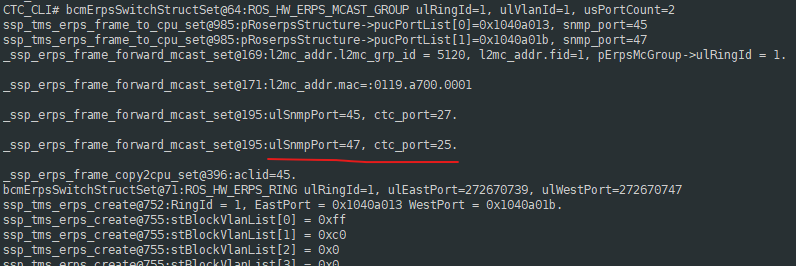 CTC_CLI# bcmErpsSwitchStructSet@64:ROS_HW_ERPS_MCAST_GROUP ulRingId=1, ulVlanId=1, usPortCount=2
ssp_tms_erps_frame_to_cpu_set@985:pRoserpsStructure->pucPortList[0]=0x1040a013, snmp_port=45
ssp_tms_erps_frame_to_cpu_set@985:pRoserpsStructure->pucPortList[1]=0x1040a01b, snmp_port=47
_ssp_erps_frame_forward_mcast_set@169:l2mc_addr.l2mc_grp_id = 5120, l2mc_addr.fid=1, pErpsMcGroup->ulRingId = 1.
_ssp_erps_frame_forward_mcast_set@171:l2mc_addr.mac=:0119.a700.0001
_ssp_erps_frame_forward_mcast_set@195:ulSnmpPort=45, ctc_port=27.
_ssp_erps_frame_forward_mcast_set@195:ulSnmpPort=47, ctc_port=25.
_ssp_erps_frame_copy2cpu_set@396:aclid=45.
bcmErpsSwitchStructSet@71:ROS_HW_ERPS_RING ulRingId=1, ulEastPort=272670739, ulWestPort=272670747
ssp_tms_erps_create@752:RingId = 1, EastPort = 0x1040a013 WestPort = 0x1040a01b.
ssp_tms_erps_create@755:stBlockVlanList[0] = 0xff
ssp_tms_erps_create@755:stBlockVlanList[1] = 0xc0
ssp_tms_erps_create@755:stBlockVlanList[2] = 0x0
ssp_tms_erps_create@755:stBlockVlanList[3] = 0x0